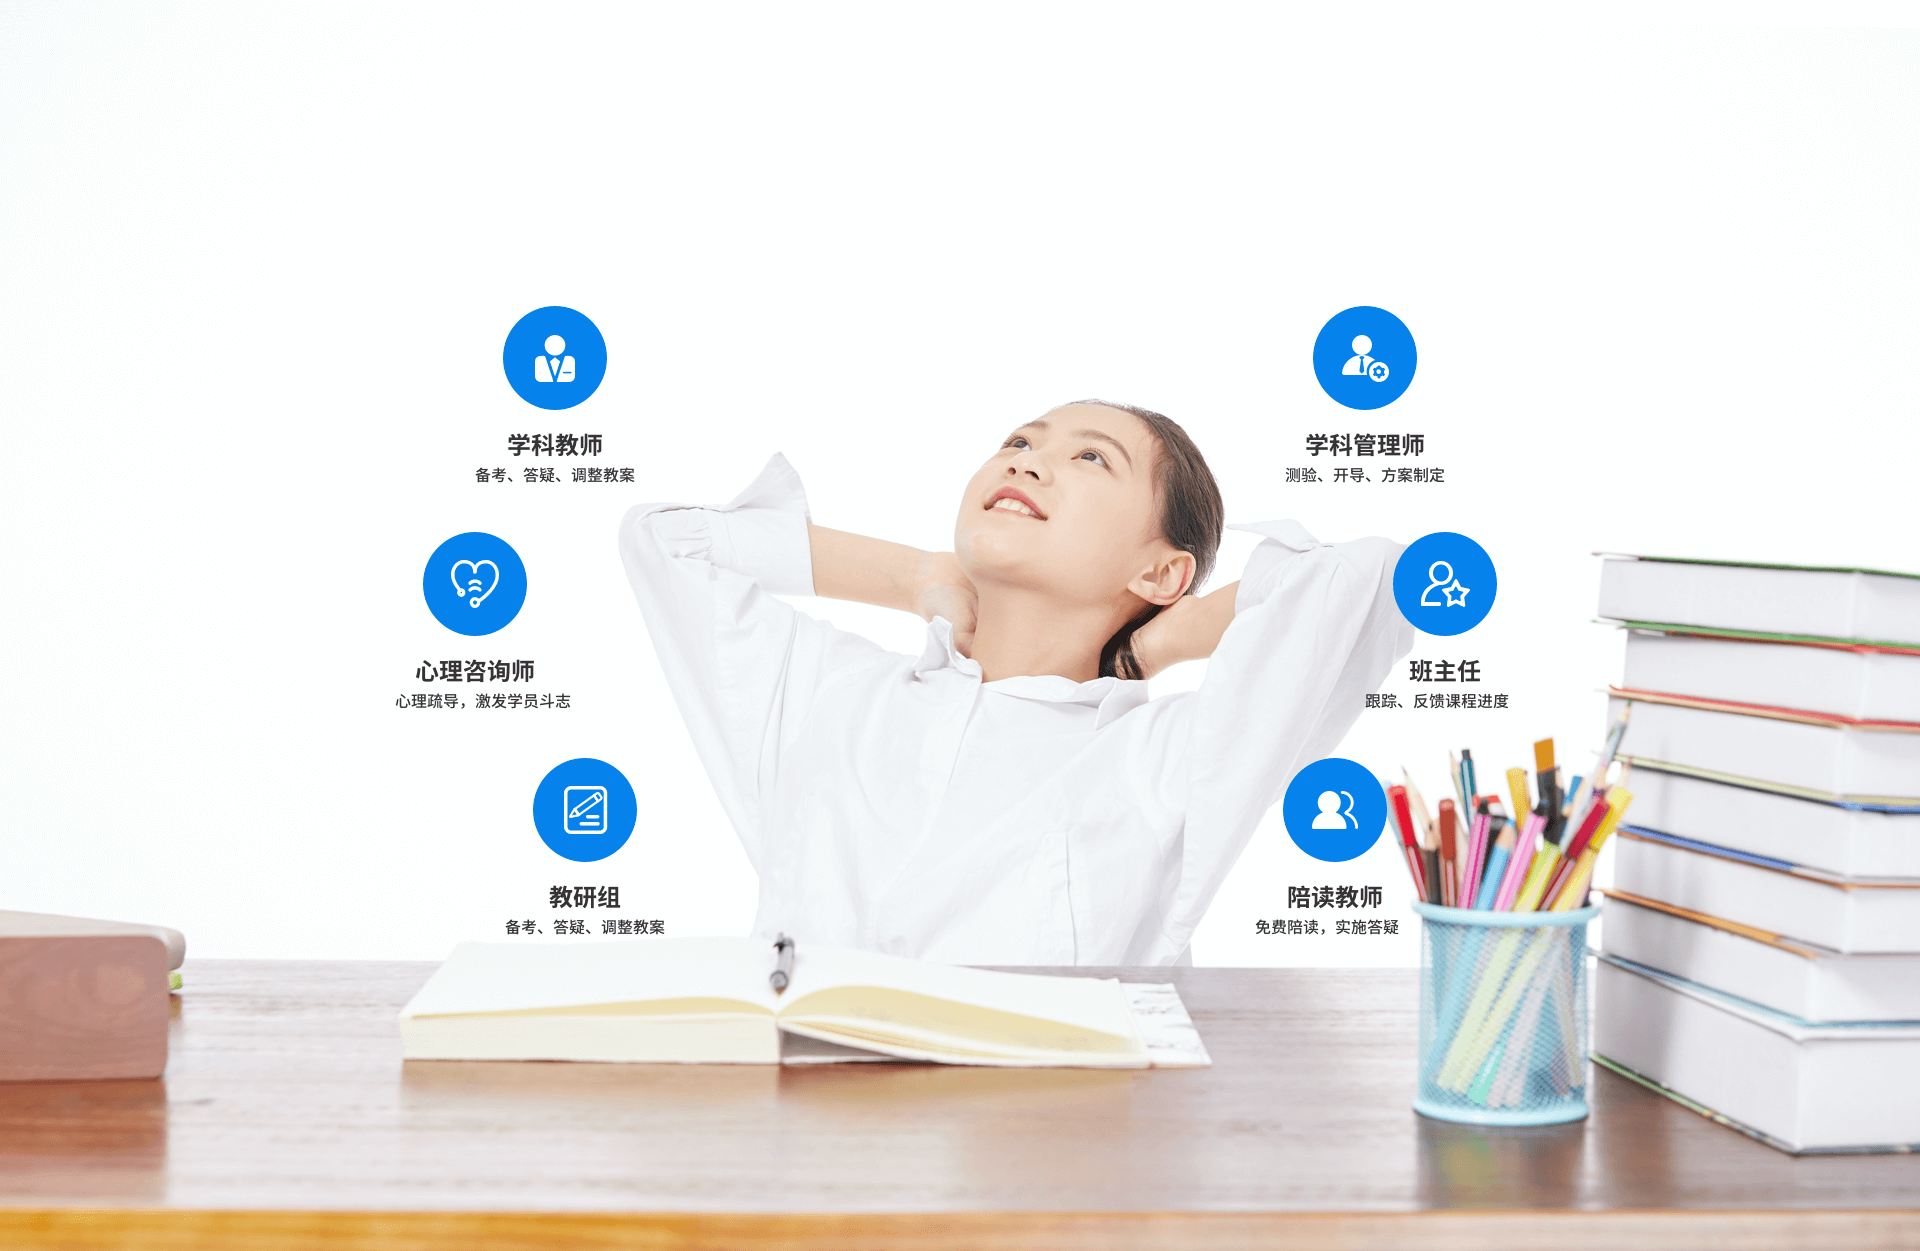 学科教师
备考、答疑、调整教案
学科管理师
测验、开导、方案制定
心理咨询师
心理疏导，激发学员斗志
班主任
跟踪、反馈课程进度
教研组
备考、答疑、调整教案
陪读教师
免费陪读，实施答疑